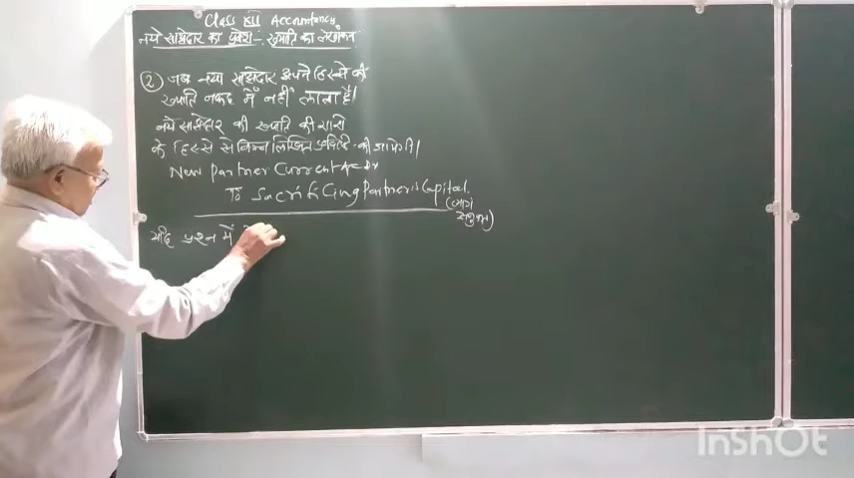 Class XII Accountancy
नये साझेदार का प्रवेश:- ख्याति का लेखांकन
② जब नया साझेदार अपने हिस्से की
ख्याति नकद में नहीं लाता है।
नये साझेदार की ख्याति की राशि
के हिस्से से निम्न लिखित प्रविष्टि की जायेगी।
New Partner Current A/c Dr
To Sacrificing Partner's Capital
(त्याग
यदि प्रश्न में
InShOt